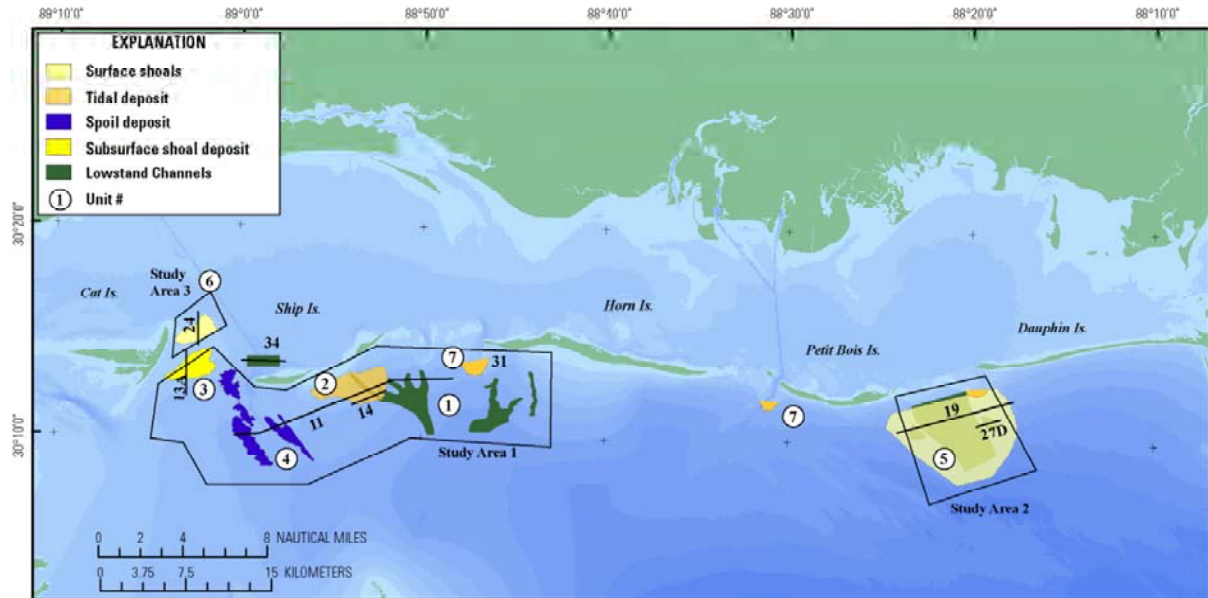 89°10'0" 89°0'0" 88°50'0" 88°40'0" 88°30'0" 88°20'0" 88°10'0"
EXPLANATION
Surface shoals
Tidal deposit
Spoil deposit
Subsurface shoal deposit
Lowstand Channels
1 Unit #
30°20'0"
30°10'0"
Study
Area 3
6
Cat Is.
Ship Is.
Horn Is.
Petit Bois Is.
Dauphin Is.
24
34
13A
3
2
7
31
11
14
1
4
Study Area 1
7
19
27D
5
Study Area 2
0 2 4 8 NAUTICAL MILES
0 3.75 7.5 15 KILOMETERS